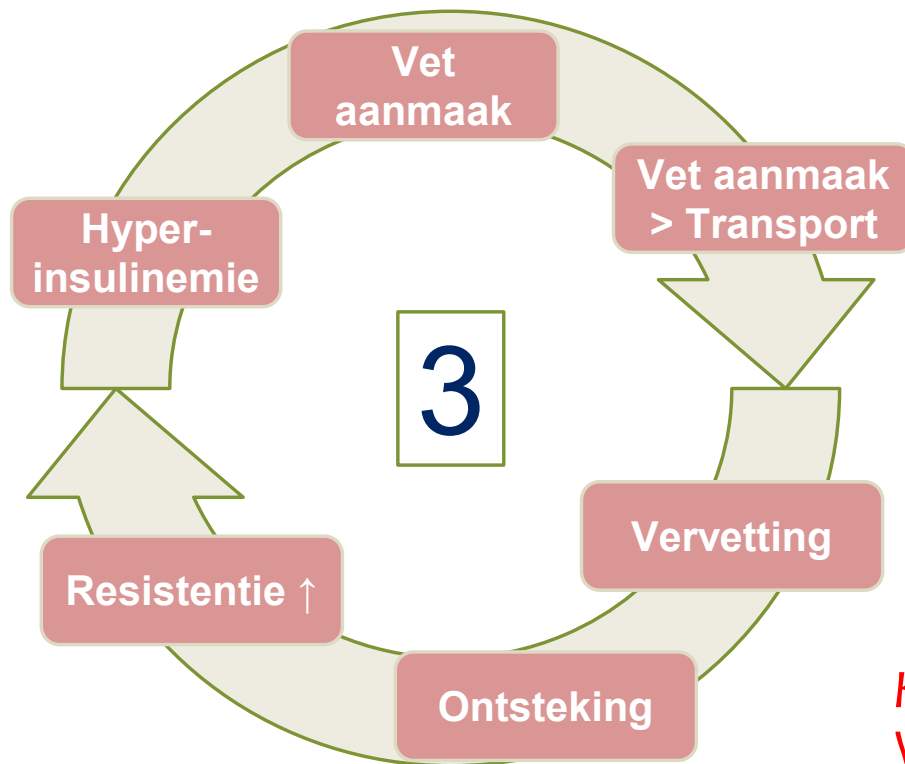 Vet
aanmaak
Vet aanmaak
> Transport
Hyper-
insulinemie
3
Vervetting
Resistentie ↑
Ontsteking